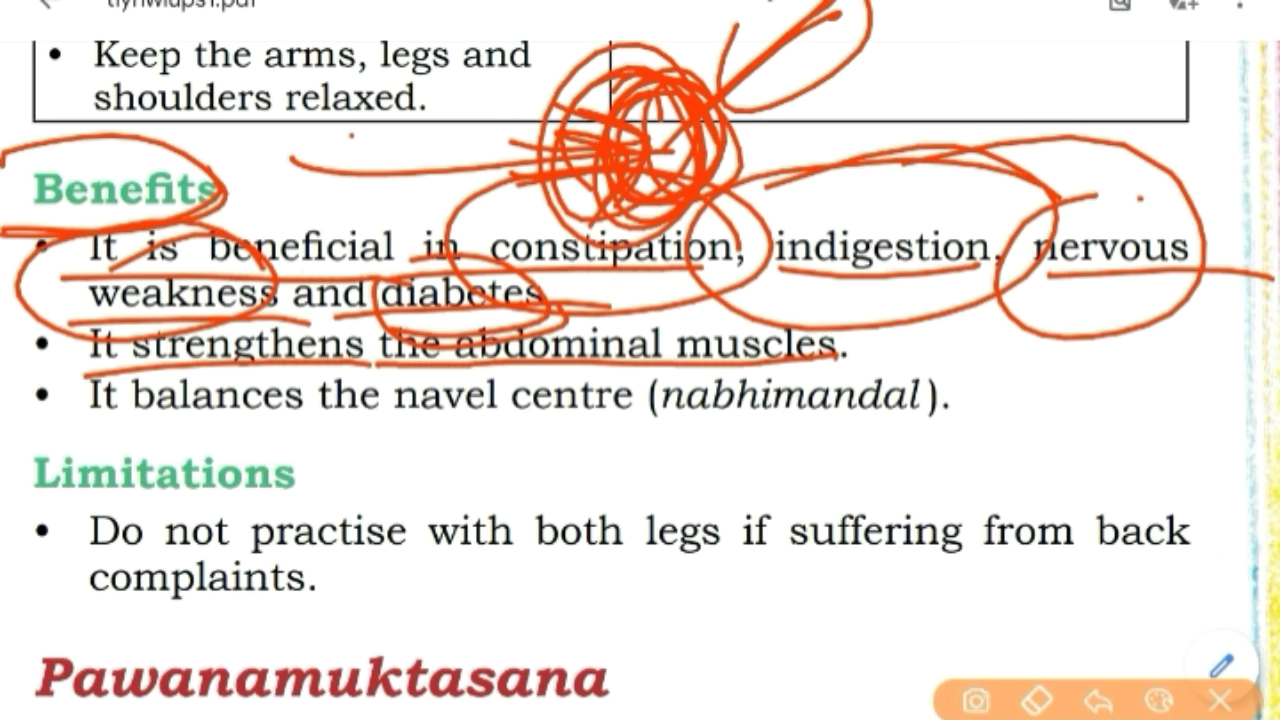 • Keep the arms, legs and
shoulders relaxed.
Benefits
• It is beneficial in constipation, indigestion, nervous
weakness and diabetes.
• It strengthens the abdominal muscles.
• It balances the navel centre (nabhimandal).
Limitations
• Do not practise with both legs if suffering from back
complaints.
Pawanamuktasana